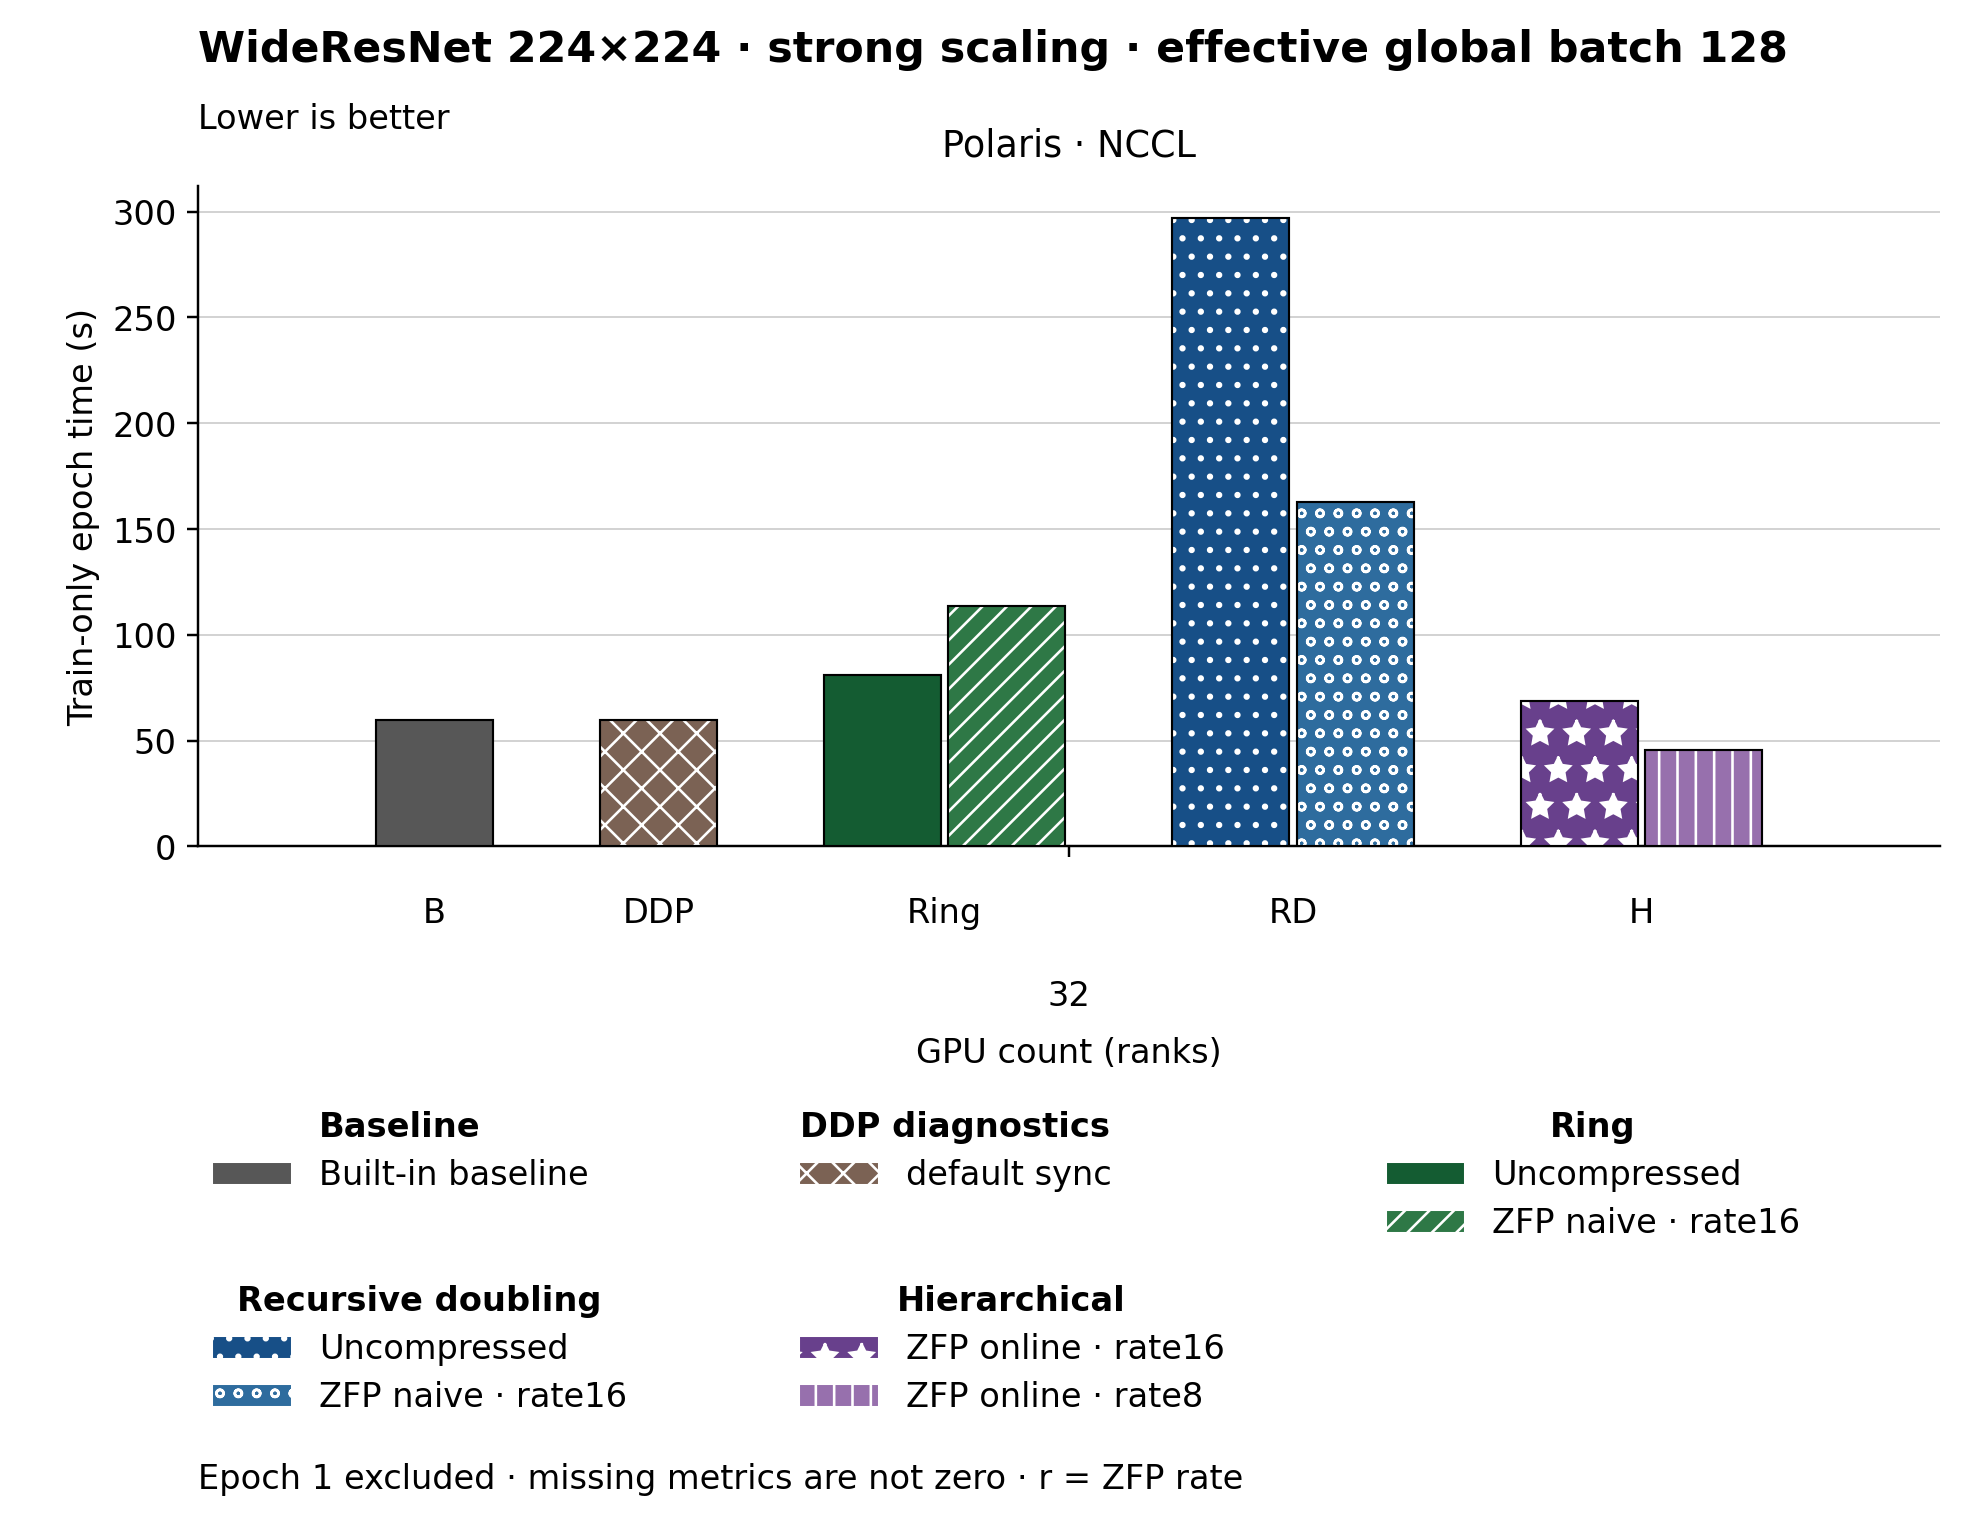 WideResNet 224×224 · strong scaling · effective global batch 128
Lower is better
Polaris · NCCL
Train-only epoch time (s)
300
250
200
150
100
50
0
B DDP Ring RD H
32
GPU count (ranks)
Baseline
Built-in baseline
DDP diagnostics
default sync
Ring
Uncompressed
ZFP naive · rate16
Recursive doubling
Uncompressed
ZFP naive · rate16
Hierarchical
ZFP online · rate16
ZFP online · rate8
Epoch 1 excluded · missing metrics are not zero · r = ZFP rate